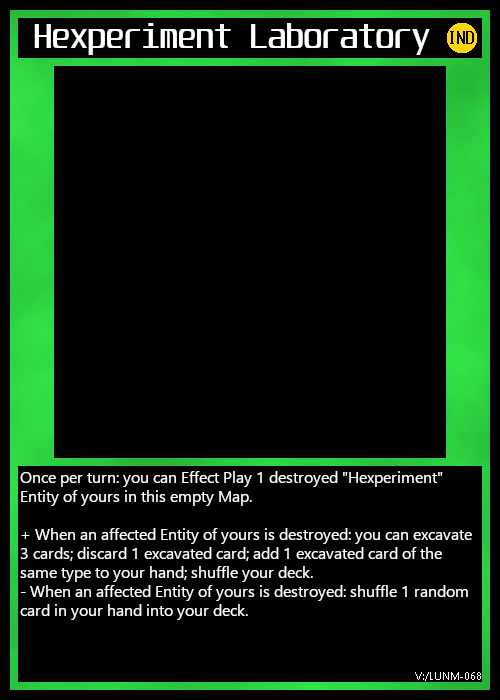 Hexperiment Laboratory IND
Once per turn: you can Effect Play 1 destroyed "Hexperiment"
Entity of yours in this empty Map.
+ When an affected Entity of yours is destroyed: you can excavate
3 cards; discard 1 excavated card; add 1 excavated card of the
same type to your hand; shuffle your deck.
- When an affected Entity of yours is destroyed: shuffle 1 random
card in your hand into your deck.
V:/LUNM-068